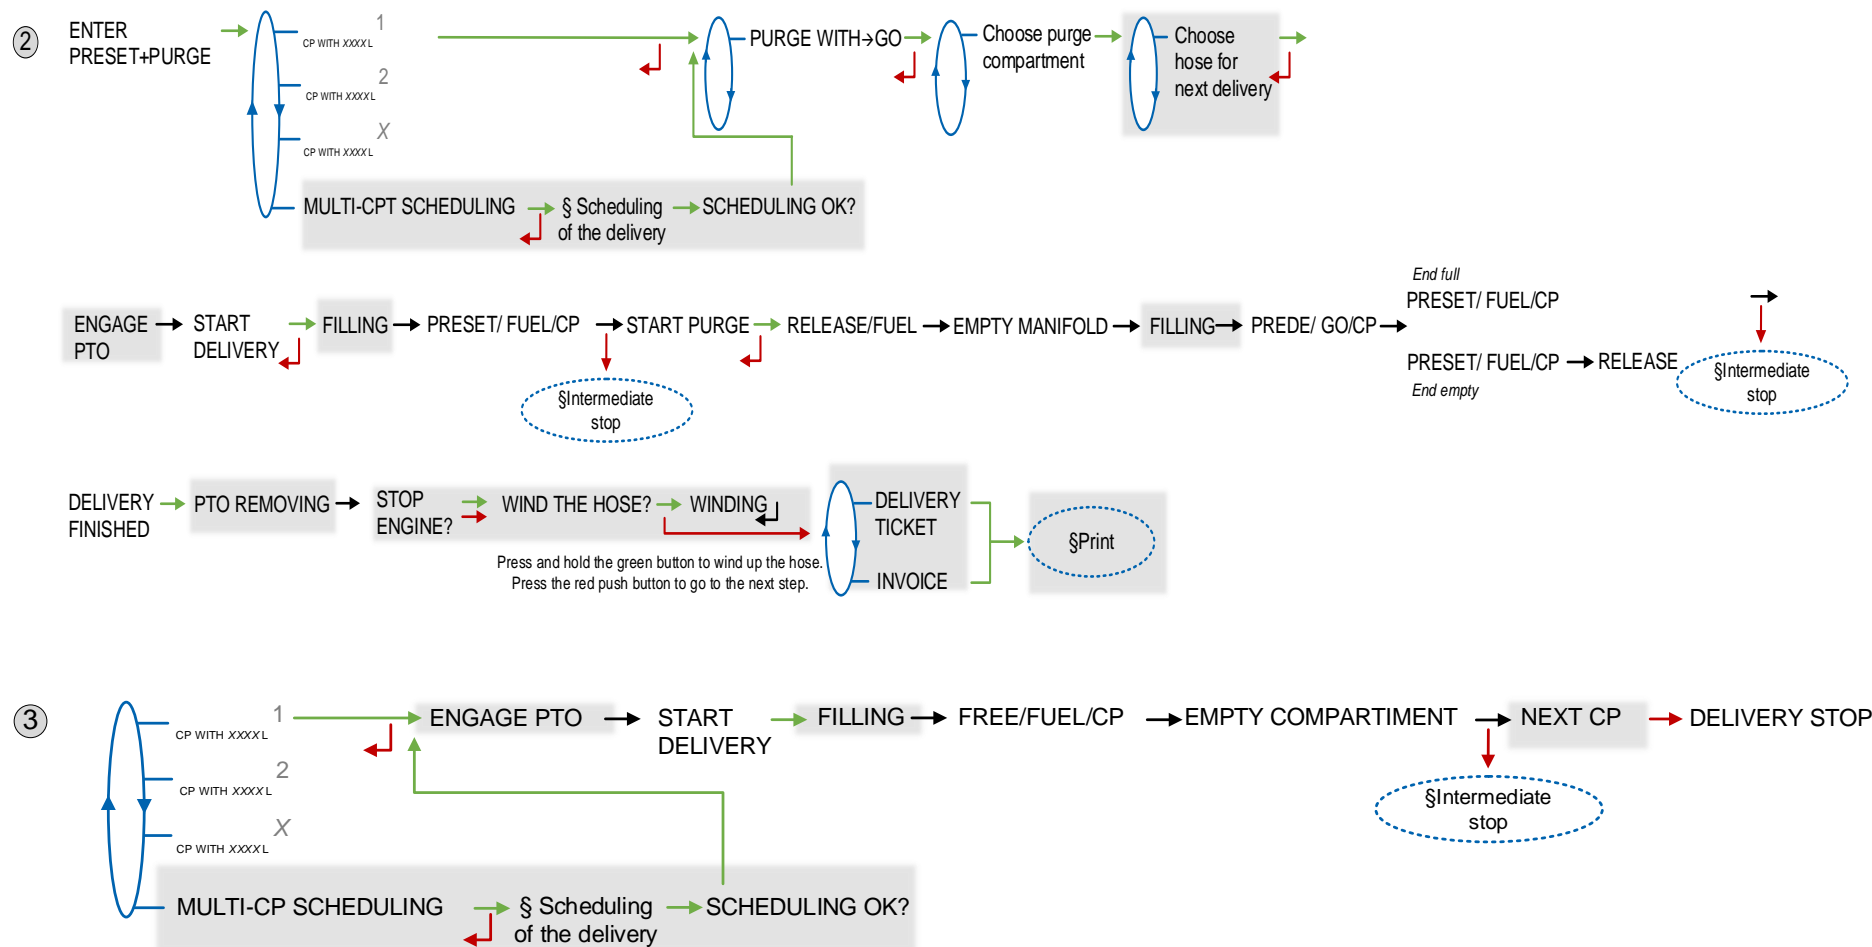 2
ENTER
PRESET+PURGE
CP WITH XXXX L 1
CP WITH XXXX L 2
CP WITH XXXX L X
MULTI-CPT SCHEDULING
§ Scheduling
of the delivery
SCHEDULING OK?
PURGE WITH→GO
Choose purge
compartment
Choose
hose for
next delivery
ENGAGE
PTO
START
DELIVERY
FILLING
PRESET/ FUEL/CP
§Intermediate
stop
START PURGE
RELEASE/FUEL
EMPTY MANIFOLD
FILLING
PREDE/ GO/CP
End full
PRESET/ FUEL/CP
PRESET/ FUEL/CP
End empty
RELEASE
§Intermediate
stop
DELIVERY
FINISHED
PTO REMOVING
STOP
ENGINE?
WIND THE HOSE?
WINDING
Press and hold the green button to wind up the hose.
Press the red push button to go to the next step.
DELIVERY
TICKET
INVOICE
§Print
3
CP WITH XXXX L 1
CP WITH XXXX L 2
CP WITH XXXX L X
MULTI-CP SCHEDULING
§ Scheduling
of the delivery
SCHEDULING OK?
ENGAGE PTO
START
DELIVERY
FILLING
FREE/FUEL/CP
EMPTY COMPARTIMENT
§Intermediate
stop
NEXT CP
DELIVERY STOP